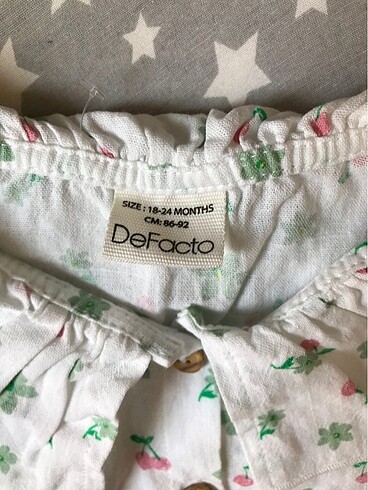 SIZE : 18-24 MONTHS
CM: 86-92
DeFacto